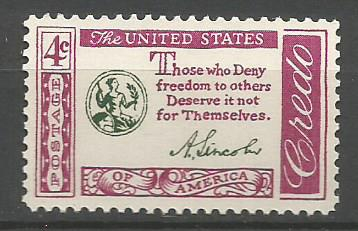 4¢
POSTAGE
The UNITED STATES
Those who Deny
freedom to others
Deserve it not
for Themselves.
A. Lincoln
OF AMERICA
Credo